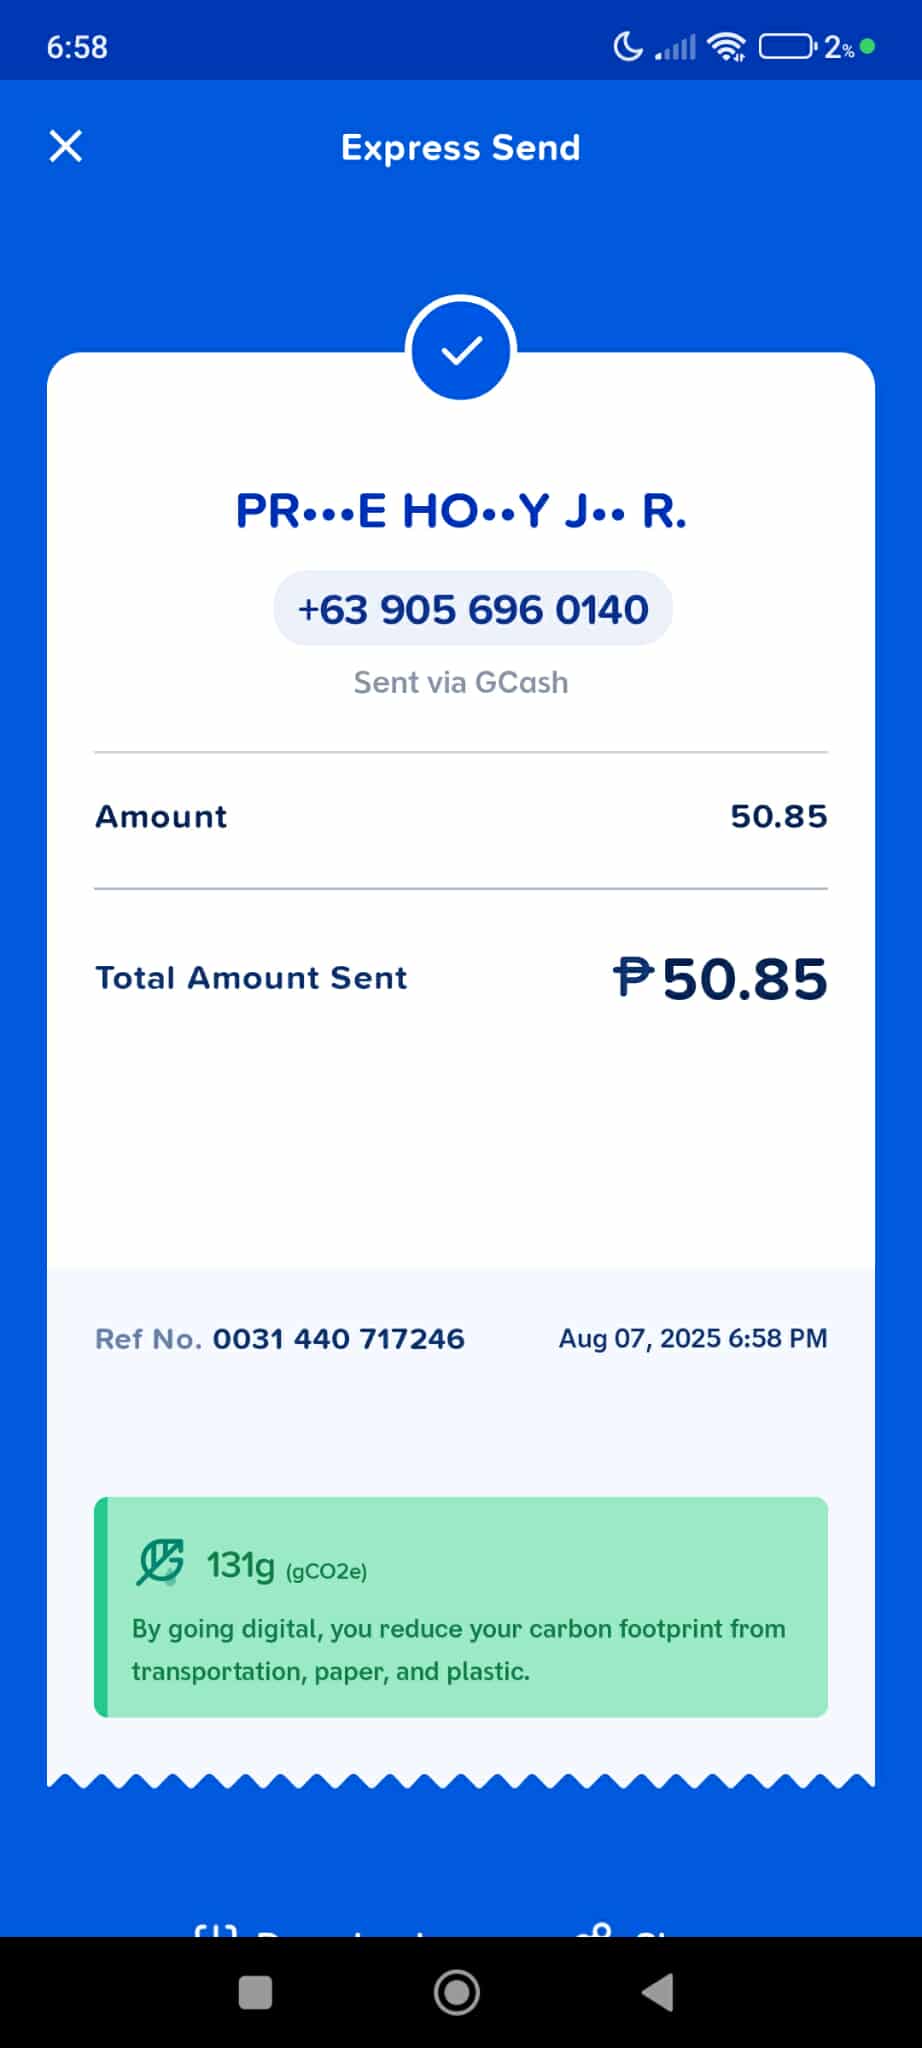 6:58
2%
Express Send
PR•••E HO••Y J•• R.
+63 905 696 0140
Sent via GCash
Amount 50.85
Total Amount Sent ₱50.85
Ref No. 0031 440 717246 Aug 07, 2025 6:58 PM
131g (gCO2e)
By going digital, you reduce your carbon footprint from
transportation, paper, and plastic.